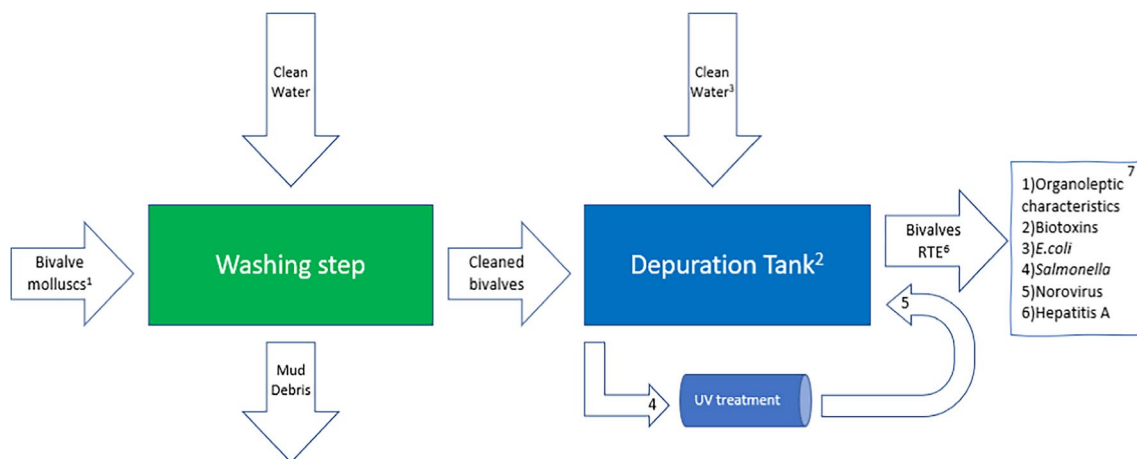 Clean
Water
Clean
Water³
Bivalve
molluscs¹
Washing step
Cleaned
bivalves
Depuration Tank²
Bivalves
RTE⁶
7
1)Organoleptic
characteristics
2)Biotoxins
3)E.coli
4)Salmonella
5)Norovirus
6)Hepatitis A
5
Mud
Debris
4
UV treatment